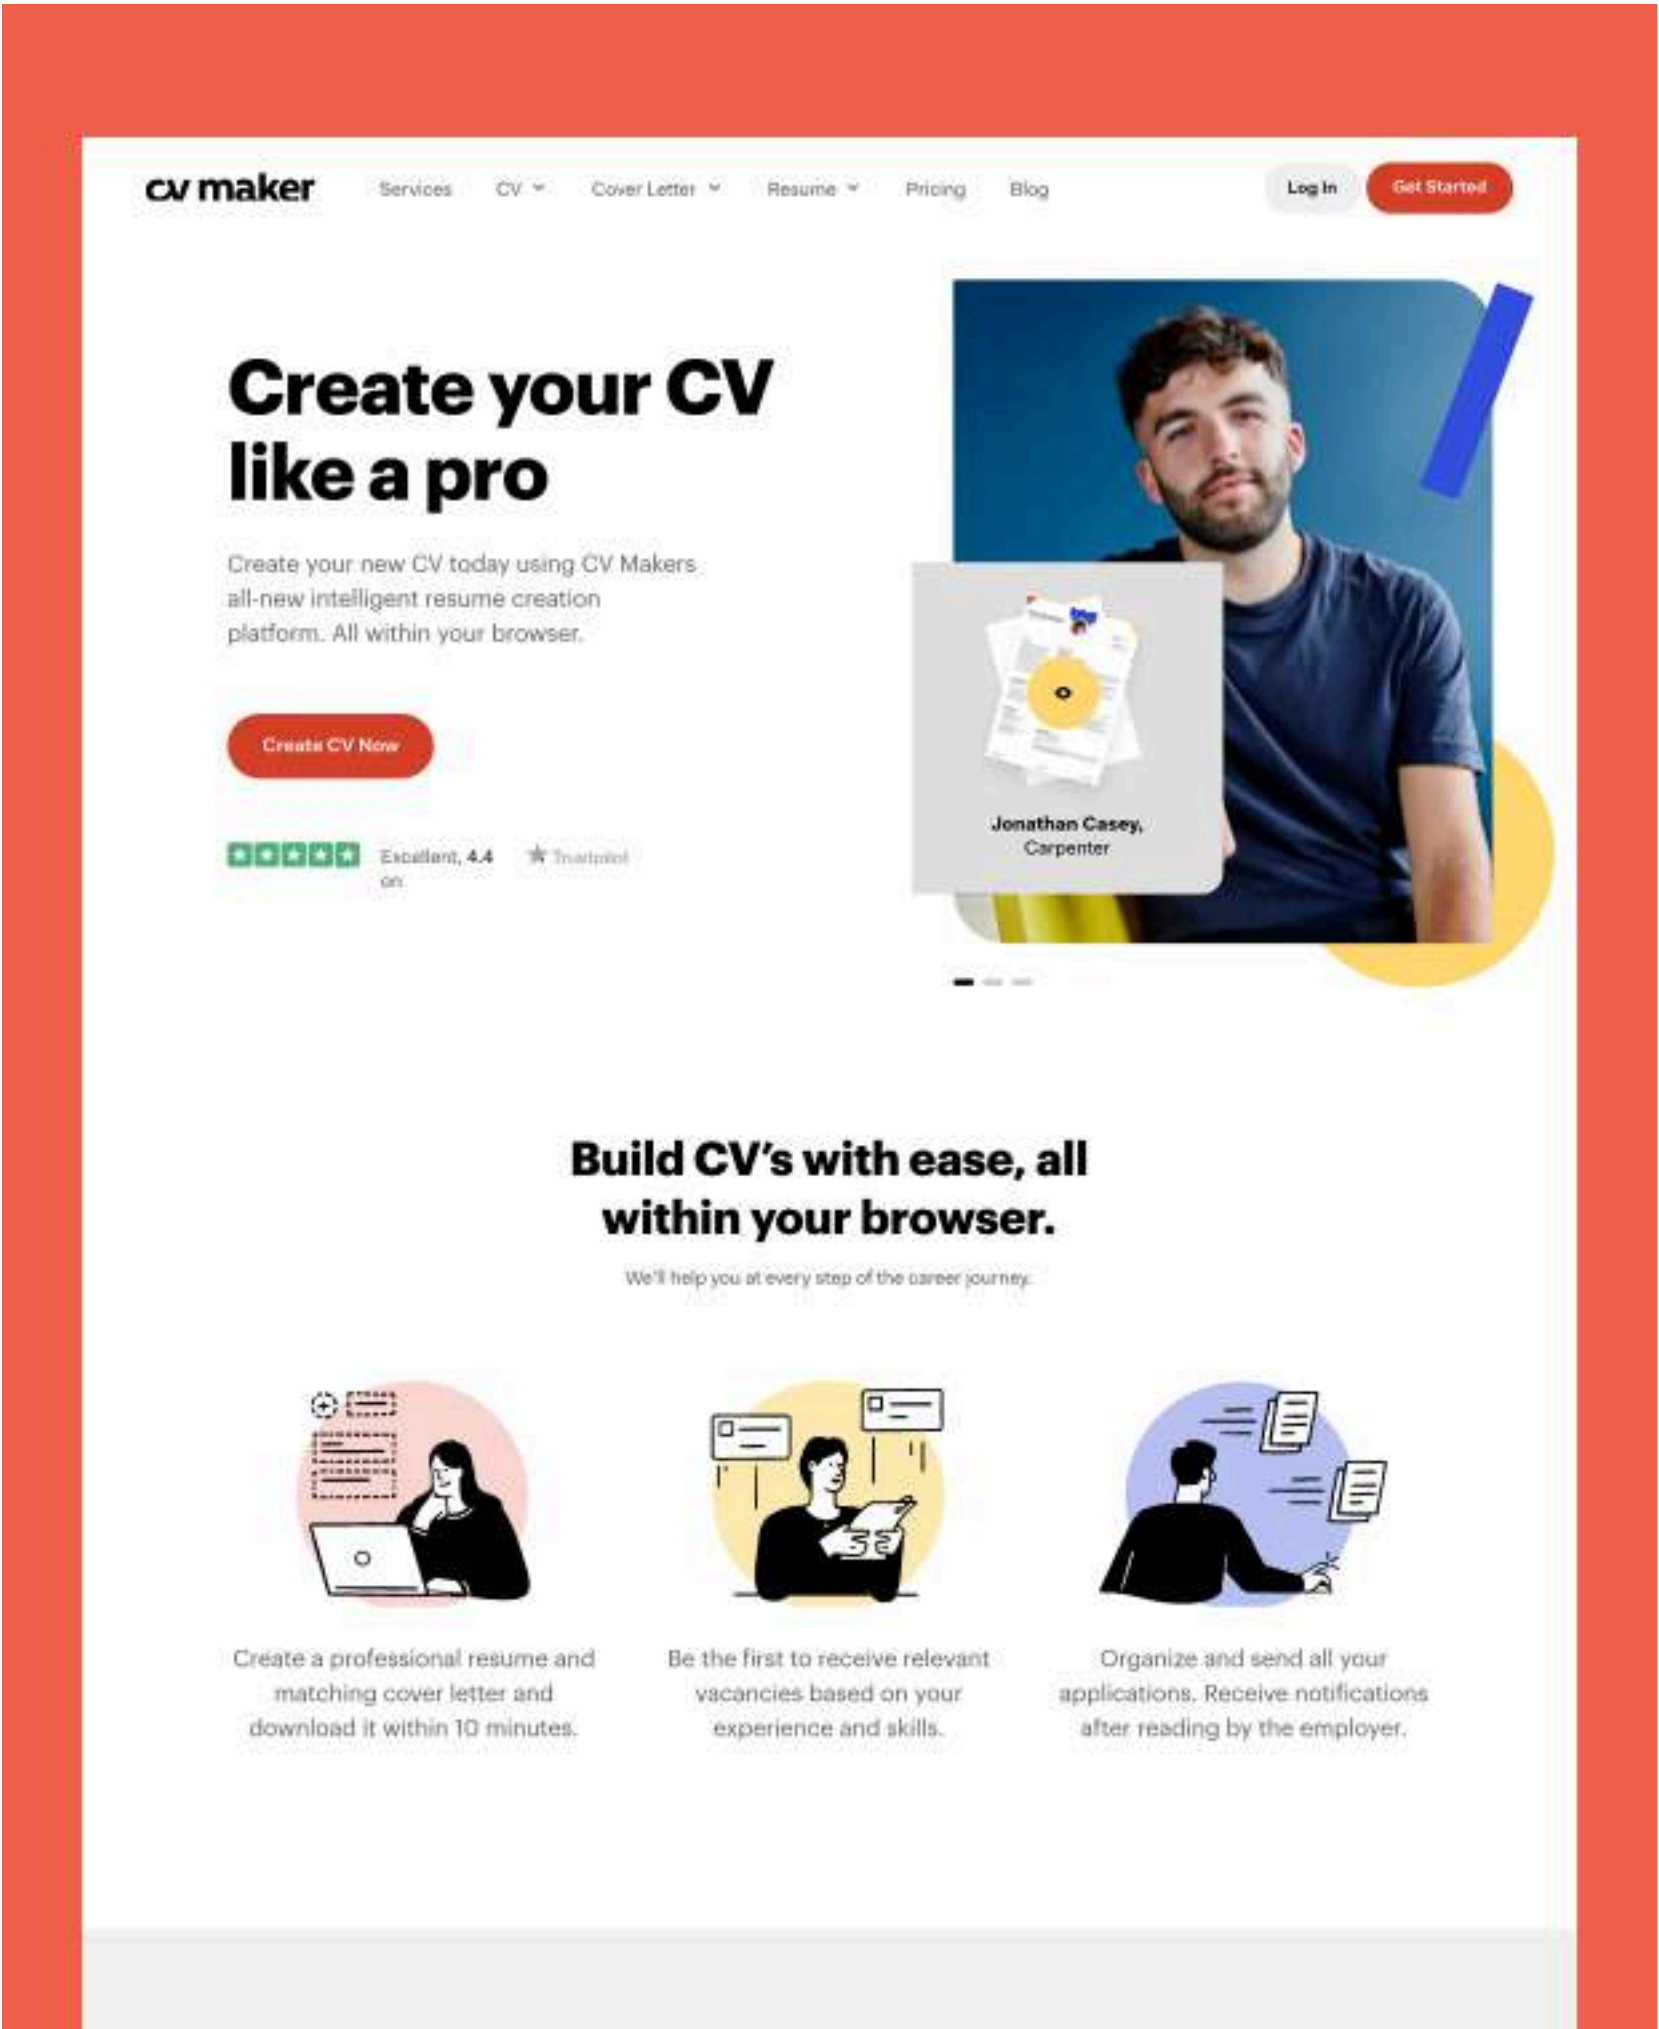 cv maker
Services
CV
Cover Letter
Resume
Pricing
Blog
Log In
Get Started
Create your CV
like a pro
Create your new CV today using CV Makers
all-new intelligent resume creation
platform. All within your browser.
Create CV Now
Excellent, 4.4
on
Trustpilot
Jonathan Casey,
Carpenter
Build CV’s with ease, all
within your browser.
We’ll help you at every step of the career journey.
Create a professional resume and
matching cover letter and
download it within 10 minutes.
Be the first to receive relevant
vacancies based on your
experience and skills.
Organize and send all your
applications. Receive notifications
after reading by the employer.